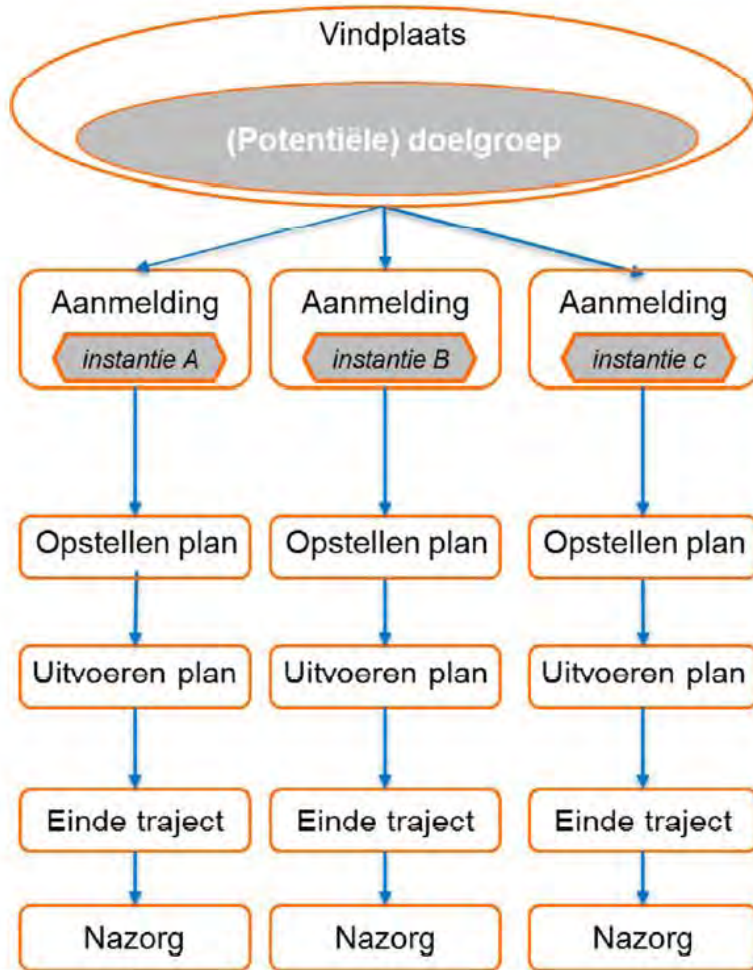 Vindplaats
(Potentiële) doelgroep
Aanmelding Aanmelding Aanmelding
instantie A instantie B instantie c
Opstellen plan Opstellen plan Opstellen plan
Uitvoeren plan Uitvoeren plan Uitvoeren plan
Einde traject Einde traject Einde traject
Nazorg Nazorg Nazorg